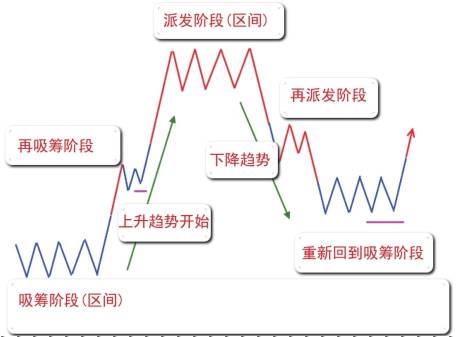 派发阶段(区间)
再派发阶段
再吸筹阶段
下降趋势
上升趋势开始
重新回到吸筹阶段
吸筹阶段(区间)